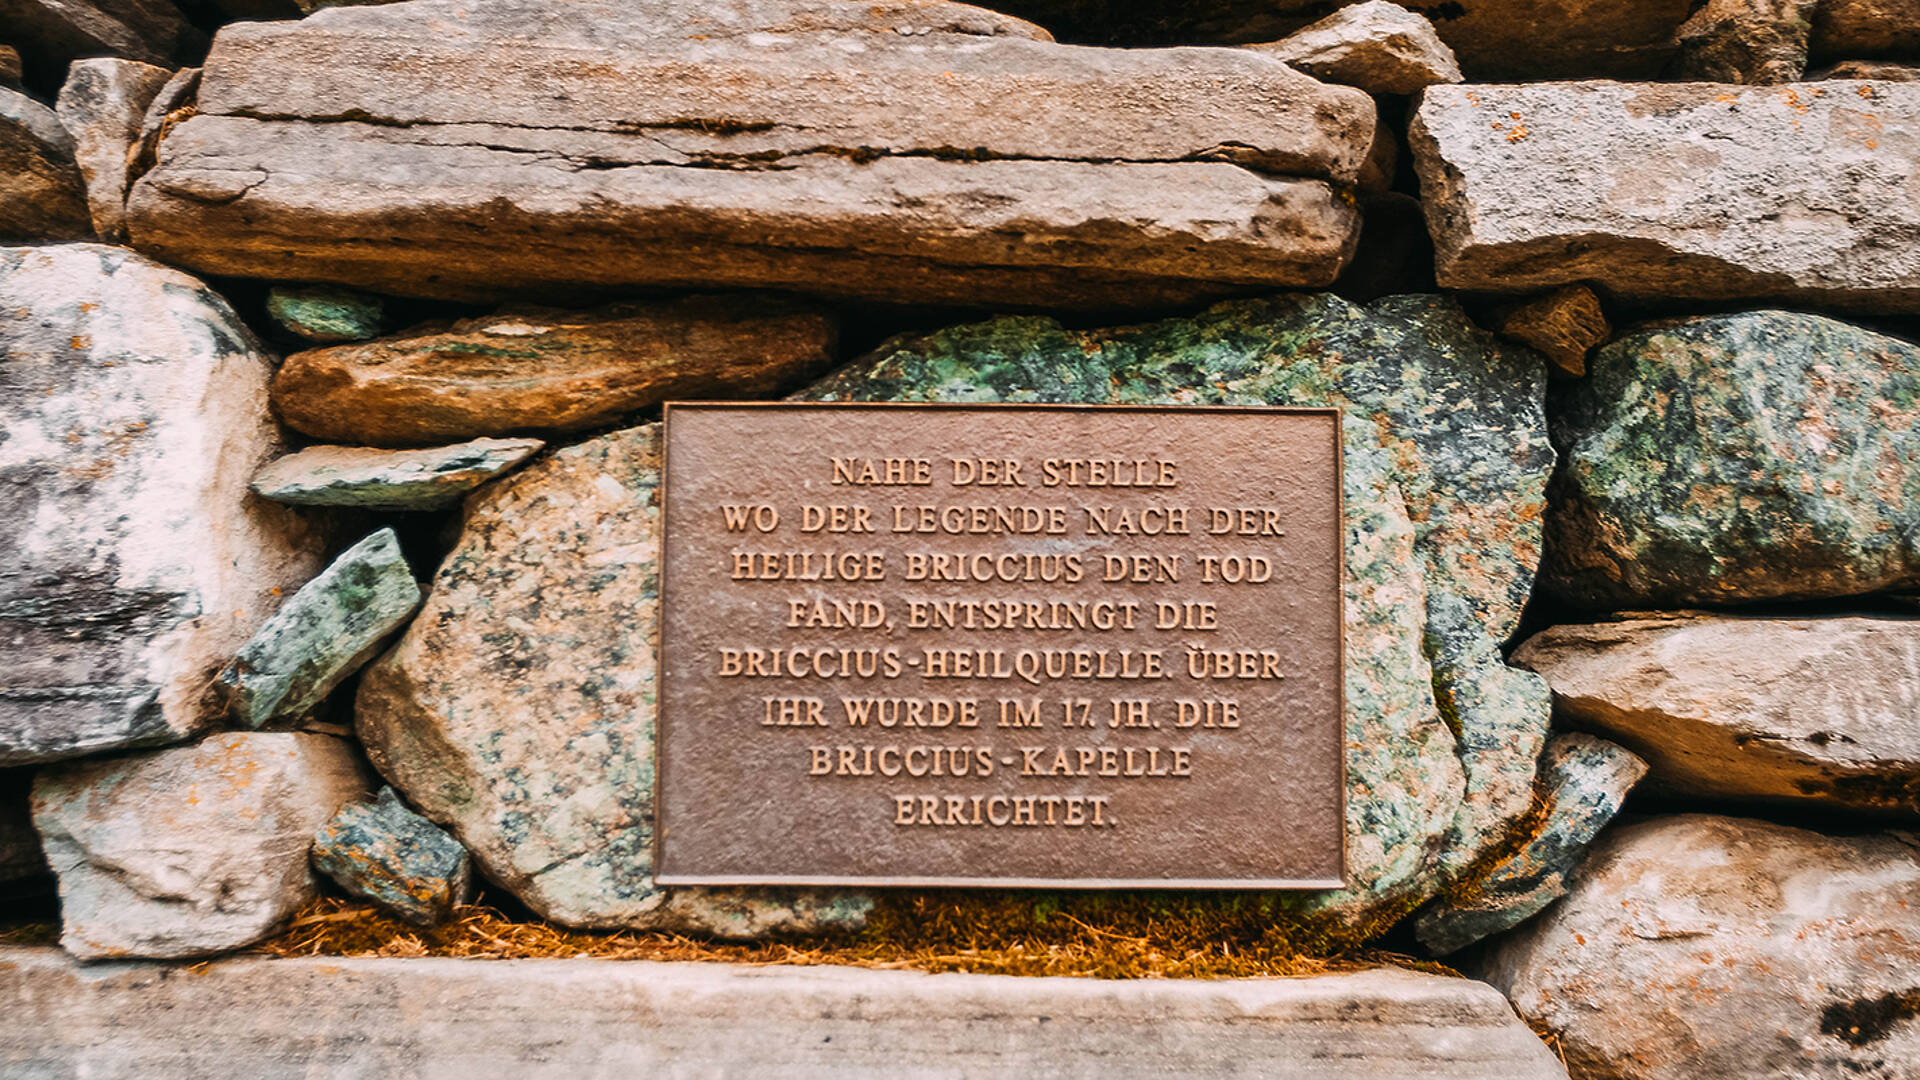 NAHE DER STELLE
WO DER LEGENDE NACH DER
HEILIGE BRICCIUS DEN TOD
FAND, ENTSPRINGT DIE
BRICCIUS-HEILQUELLE. ÜBER
IHR WURDE IM 17. JH. DIE
BRICCIUS-KAPELLE
ERRICHTET.